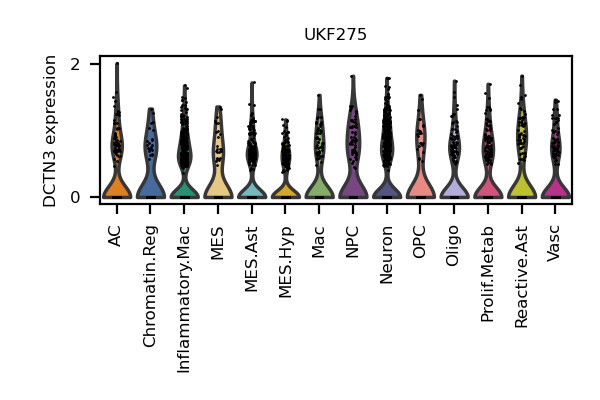 UKF275
DCTN3 expression
2
0
AC
Chromatin.Reg
Inflammatory.Mac
MES
MES.Ast
MES.Hyp
Mac
NPC
Neuron
OPC
Oligo
Prolif.Metab
Reactive.Ast
Vasc